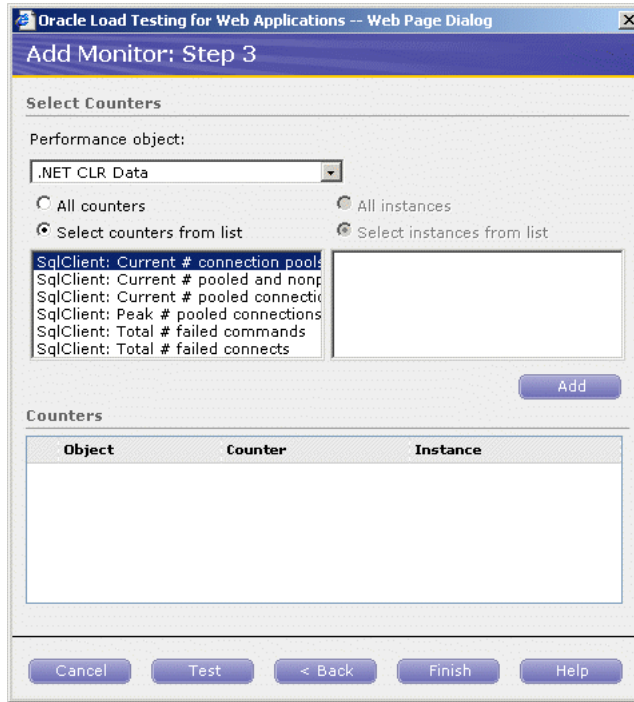 Oracle Load Testing for Web Applications -- Web Page Dialog
Add Monitor: Step 3
Select Counters
Performance object:
.NET CLR Data
All counters
All instances
Select counters from list
Select instances from list
SqlClient: Current # connection pools
SqlClient: Current # pooled and nonp
SqlClient: Current # pooled connectio
SqlClient: Peak # pooled connections
SqlClient: Total # failed commands
SqlClient: Total # failed connects
Add
Counters
Object Counter Instance
Cancel Test < Back Finish Help